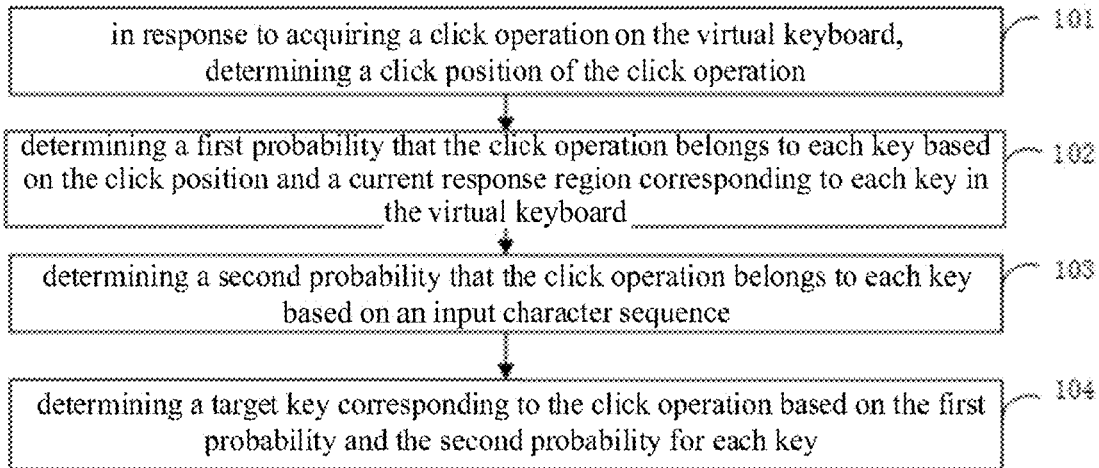 in response to acquiring a click operation on the virtual keyboard,
determining a click position of the click operation
101
determining a first probability that the click operation belongs to each key based
on the click position and a current response region corresponding to each key in
the virtual keyboard
102
determining a second probability that the click operation belongs to each key
based on an input character sequence
103
determining a target key corresponding to the click operation based on the first
probability and the second probability for each key
104